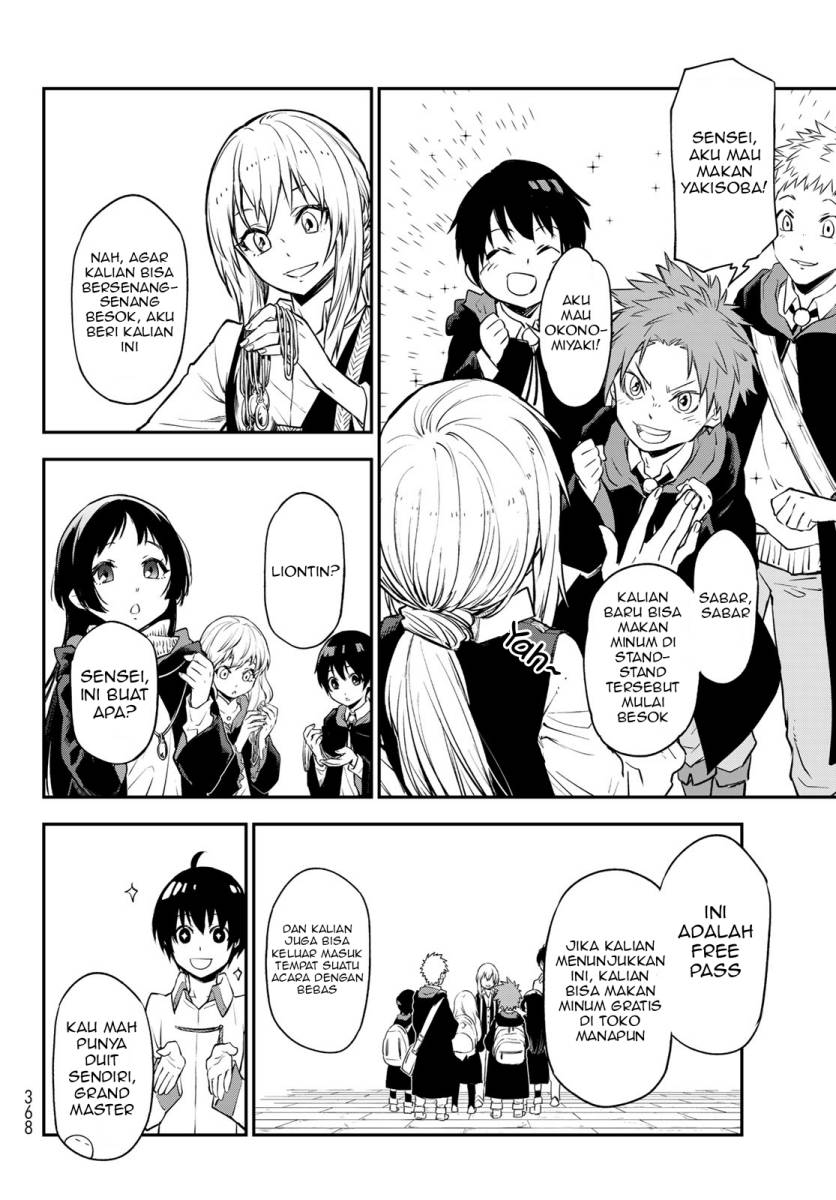 SENSEI,
AKU MAU
MAKAN
YAKISOBA!
AKU
MAU
OKONO-
MIYAKI!
SABAR,
SABAR
KALIAN
BARU BISA
MAKAN
MINUM DI
STAND-
STAND
TERSEBUT
MULAI
BESOK
Yah~
NAH, AGAR
KALIAN BISA
BERSENANG-
SENANG
BESOK, AKU
BERI KALIAN
INI
LIONTIN?
SENSEI,
INI BUAT
APA?
INI
ADALAH
FREE
PASS
JIKA KALIAN
MENUNJUKKAN
INI, KALIAN
BISA MAKAN
MINUM GRATIS
DI TOKO
MANAPUN
DAN KALIAN
JUGA BISA
KELUAR MASUK
TEMPAT SUATU
ACARA DENGAN
BEBAS
KAU MAH
PUNYA
DUIT
SENDIRI,
GRAND
MASTER
368